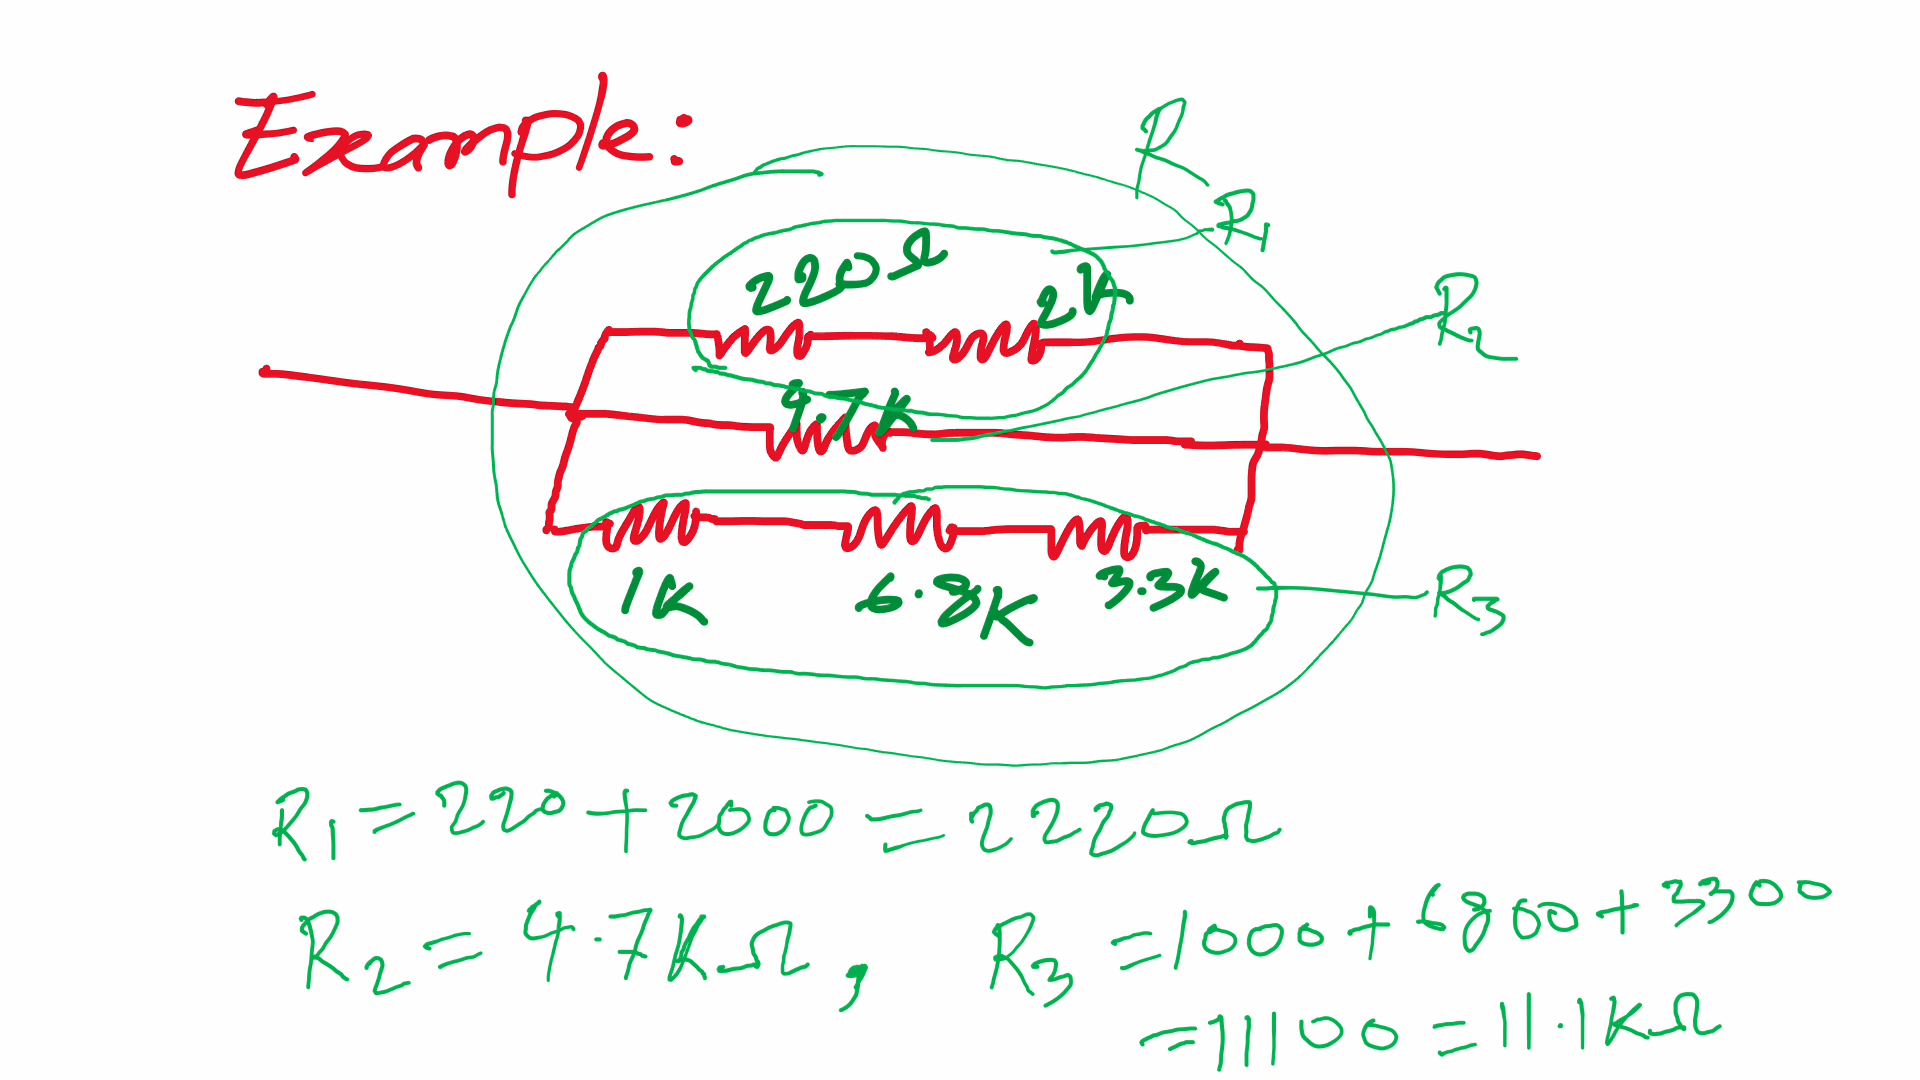 Example:
R
R1
220Ω 2K
R2
4.7K
1K 6.8K 3.3K
R3
R1 = 220 + 2000 = 2220Ω
R2 = 4.7KΩ, R3 = 1000 + 6800 + 3300
= 11100 = 11.1KΩ